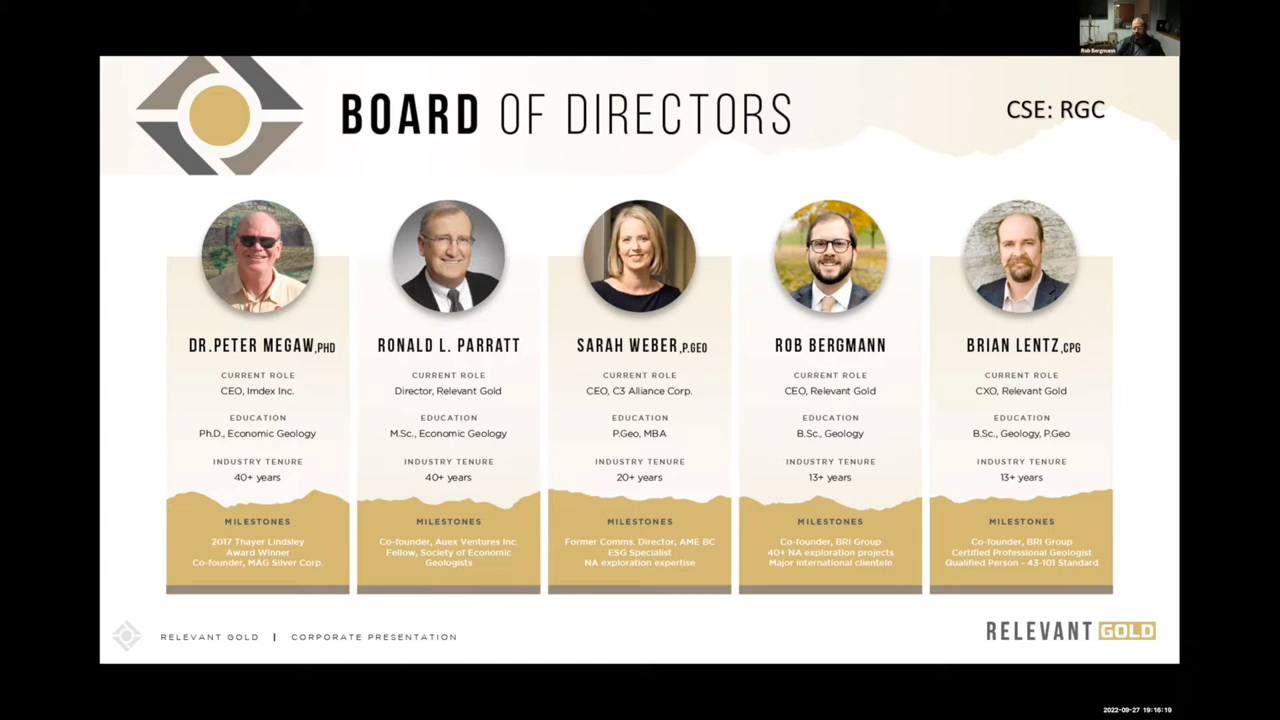 Rob Bergmann
BOARD OF DIRECTORS
CSE: RGC
DR.PETER MEGAW,PHD
CURRENT ROLE
CEO, Imdex Inc.
EDUCATION
Ph.D., Economic Geology
INDUSTRY TENURE
40+ years
MILESTONES
2017 Thayer Lindsley
Award Winner
Co-founder, MAG Silver Corp.
RONALD L. PARRATT
CURRENT ROLE
Director, Relevant Gold
EDUCATION
M.Sc., Economic Geology
INDUSTRY TENURE
40+ years
MILESTONES
Co-founder, Auex Ventures Inc.
Fellow, Society of Economic
Geologists
SARAH WEBER,P.GEO
CURRENT ROLE
CEO, C3 Alliance Corp.
EDUCATION
P.Geo, MBA
INDUSTRY TENURE
20+ years
MILESTONES
Former Comms. Director, AME BC
ESG Specialist
NA exploration expertise
ROB BERGMANN
CURRENT ROLE
CEO, Relevant Gold
EDUCATION
B.Sc., Geology
INDUSTRY TENURE
13+ years
MILESTONES
Co-founder, BRI Group
40+ NA exploration projects
Major international clientele
BRIAN LENTZ,CPG
CURRENT ROLE
CXO, Relevant Gold
EDUCATION
B.Sc., Geology, P.Geo
INDUSTRY TENURE
13+ years
MILESTONES
Co-founder, BRI Group
Certified Professional Geologist
Qualified Person - 43-101 Standard
RELEVANT GOLD | CORPORATE PRESENTATION
RELEVANT GOLD
2022-09-27 19:16:19